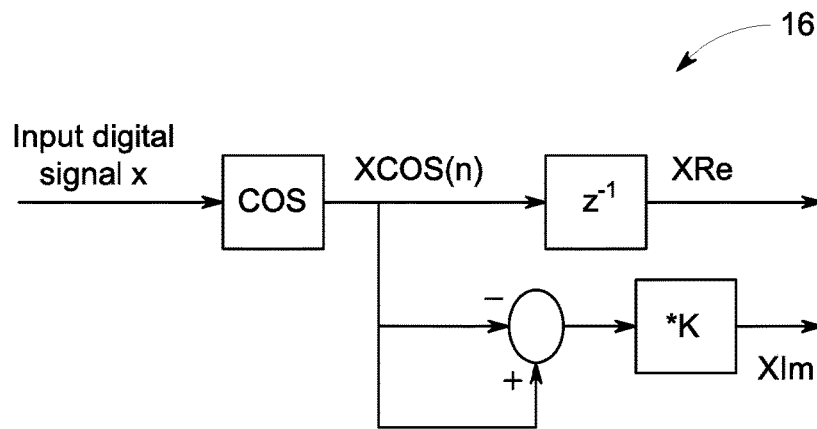 16
Input digital
signal x
COS
XCOS(n)
z⁻¹
XRe
−
+
*K
XIm